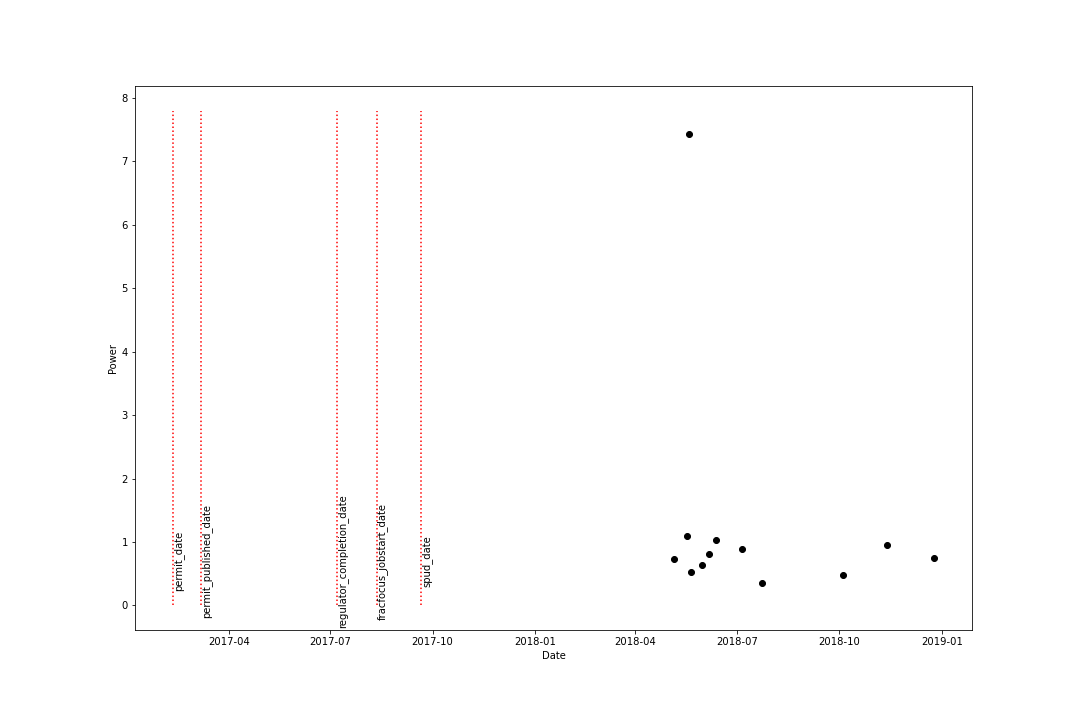 8
7
6
5
4
3
2
1
0
Power
permit_date
permit_published_date
regulator_completion_date
fracfocus_jobstart_date
spud_date
2017-04 2017-07 2017-10 2018-01 2018-04 2018-07 2018-10 2019-01
Date